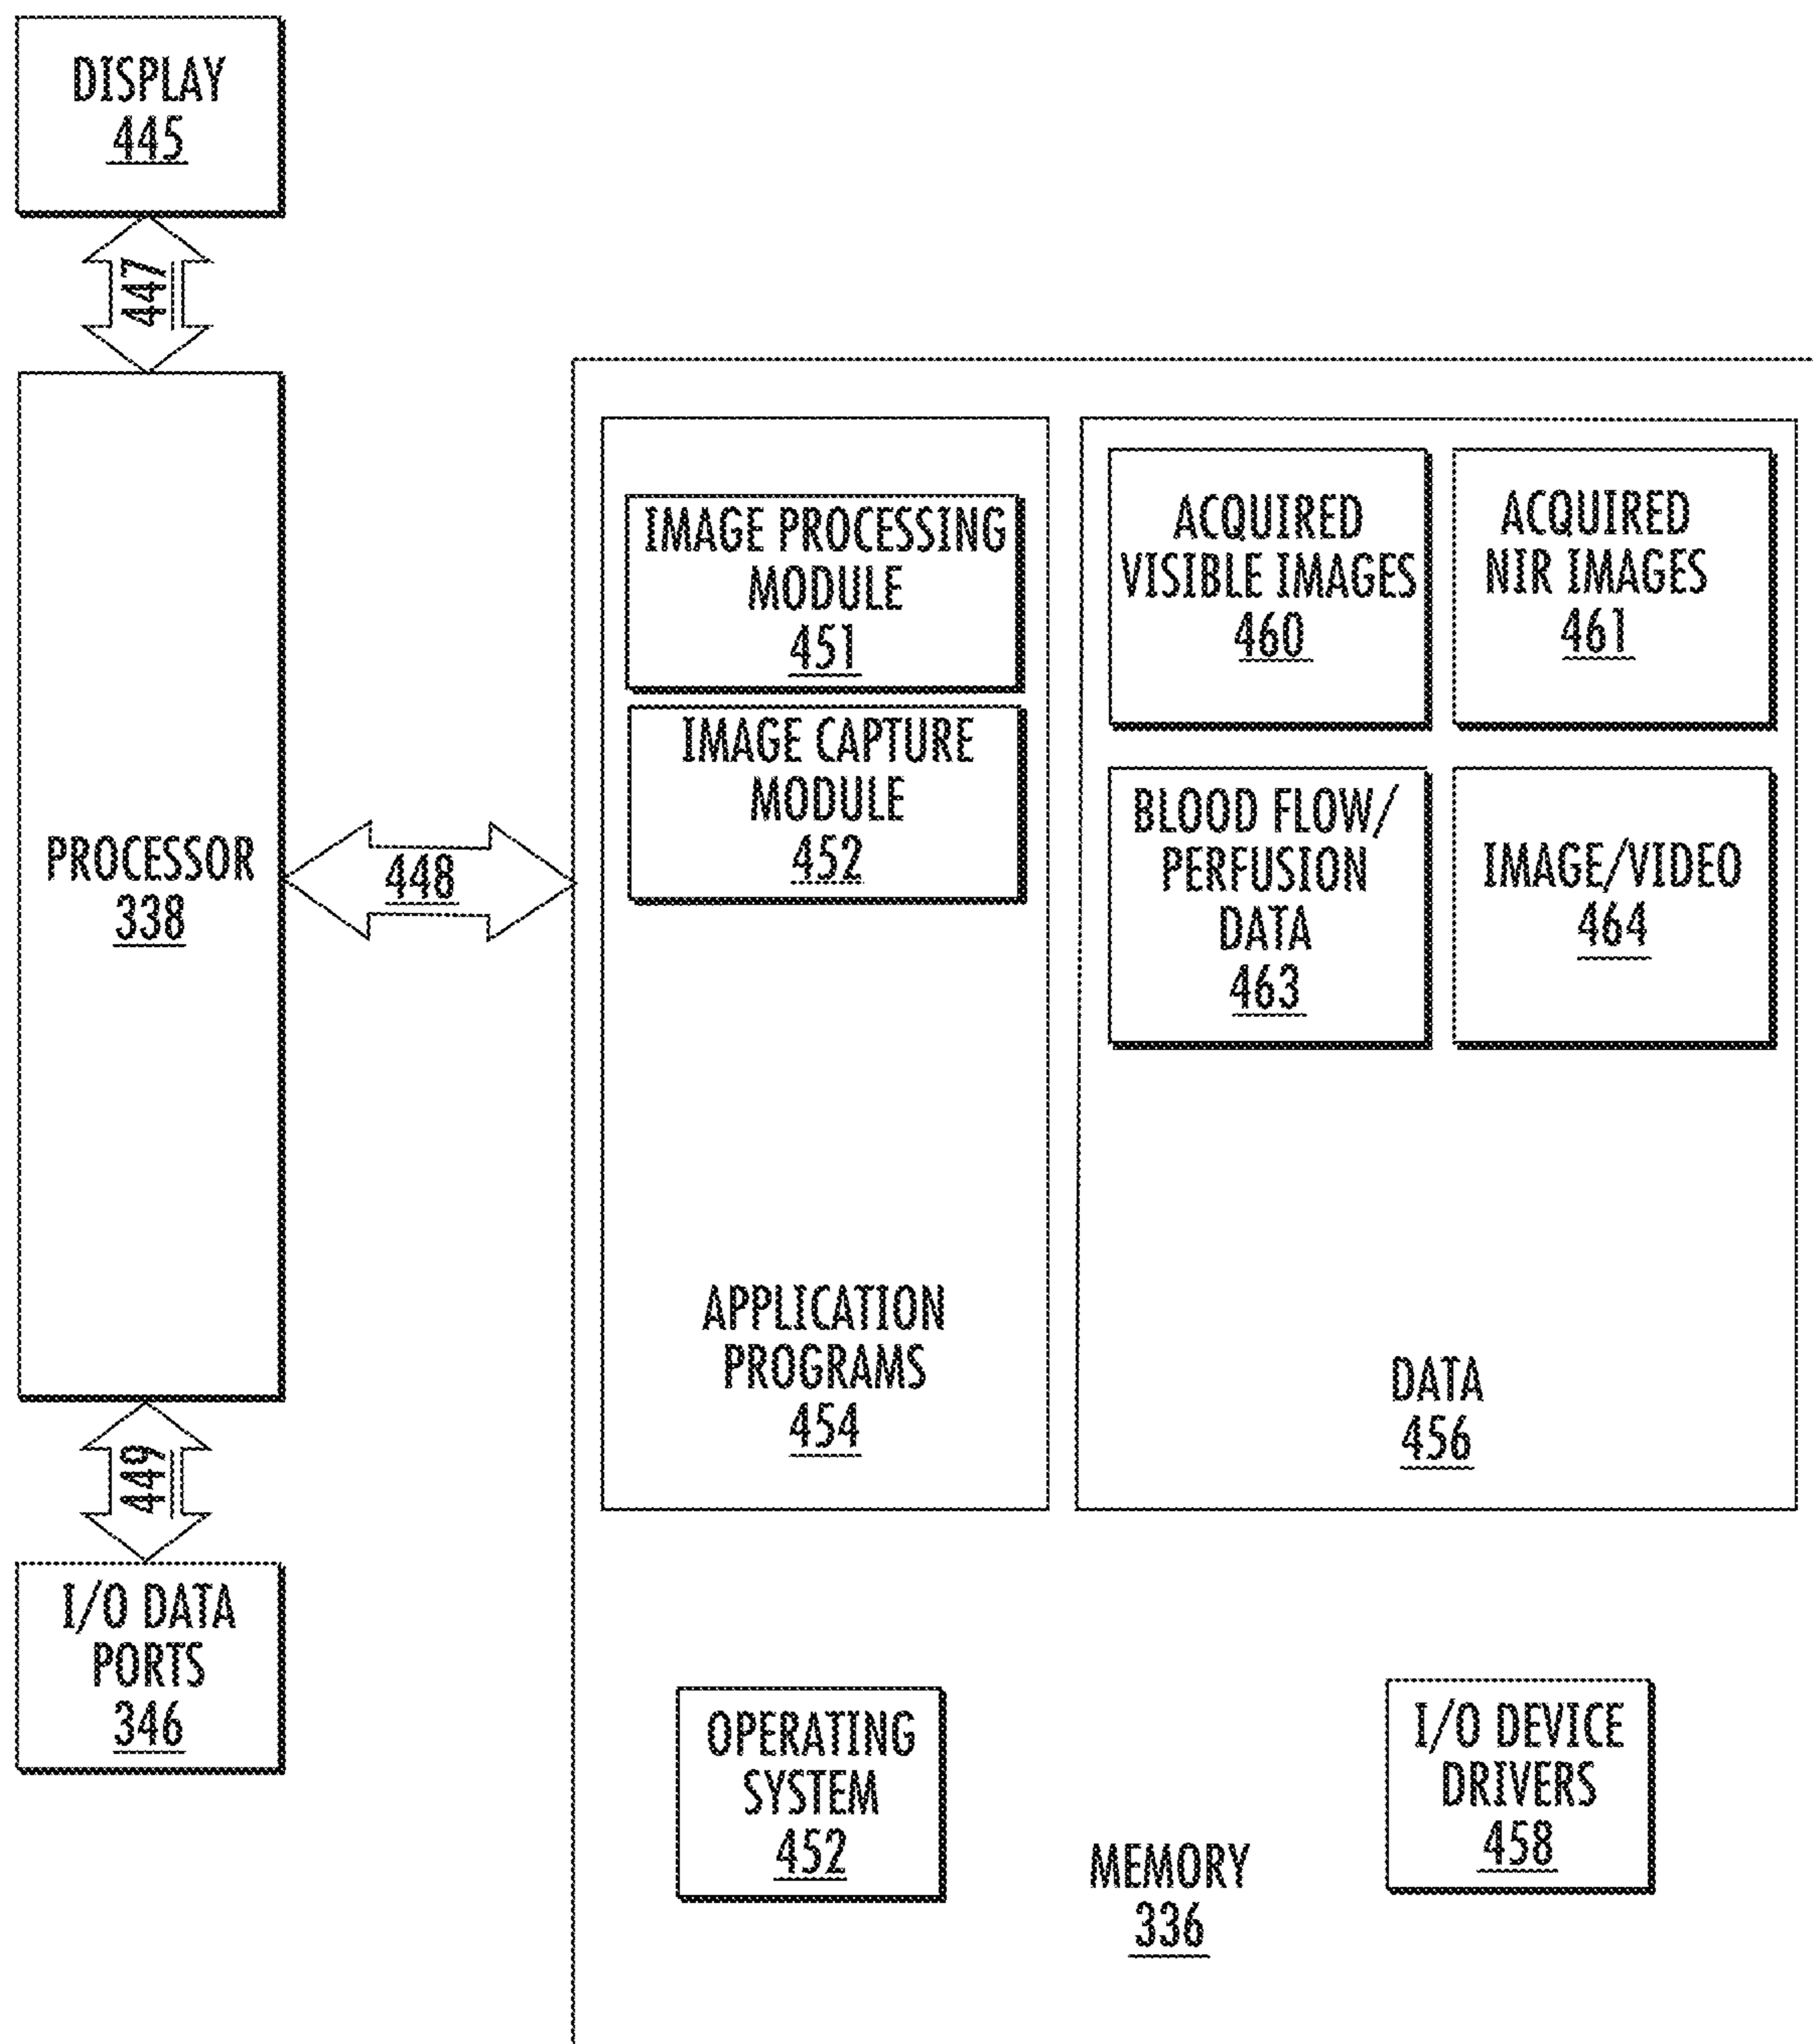 DISPLAY
445
447
PROCESSOR
338
448
449
I/O DATA
PORTS
346
IMAGE PROCESSING
MODULE
451
IMAGE CAPTURE
MODULE
452
APPLICATION
PROGRAMS
454
ACQUIRED
VISIBLE IMAGES
460
ACQUIRED
NIR IMAGES
461
BLOOD FLOW/
PERFUSION
DATA
463
IMAGE/VIDEO
464
DATA
456
OPERATING
SYSTEM
452
MEMORY
336
I/O DEVICE
DRIVERS
458